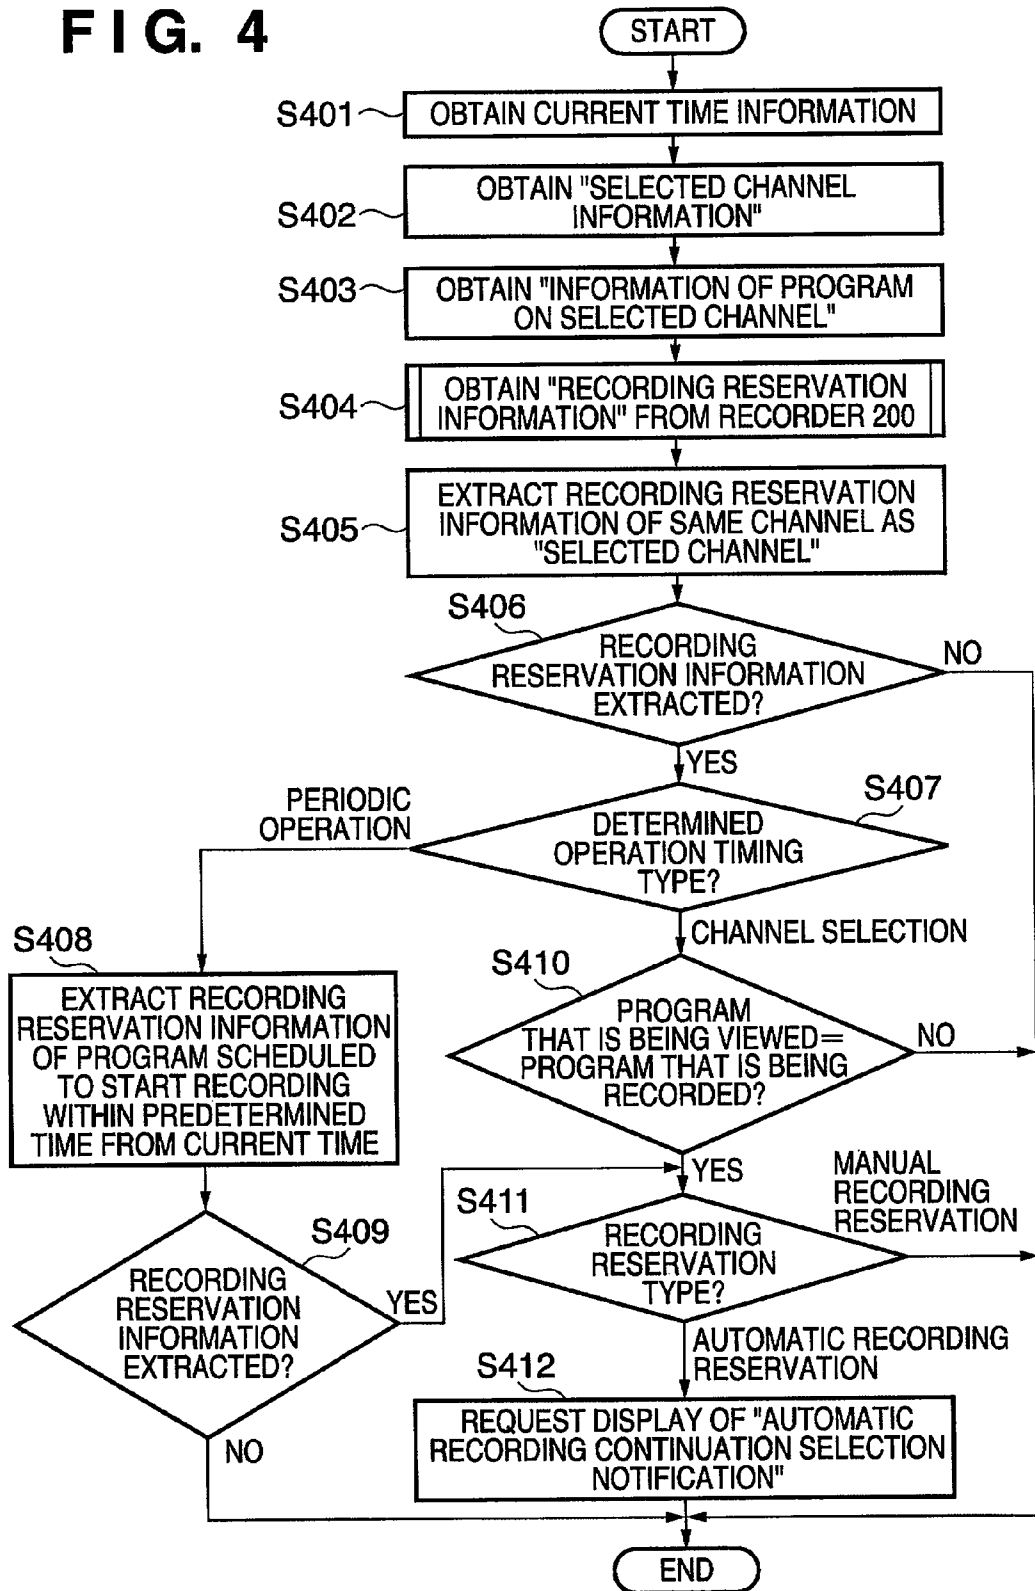 FIG. 4
START
S401
OBTAIN CURRENT TIME INFORMATION
S402
OBTAIN "SELECTED CHANNEL
INFORMATION"
S403
OBTAIN "INFORMATION OF PROGRAM
ON SELECTED CHANNEL"
S404
OBTAIN "RECORDING RESERVATION
INFORMATION" FROM RECORDER 200
S405
EXTRACT RECORDING RESERVATION
INFORMATION OF SAME CHANNEL AS
"SELECTED CHANNEL"
S406
RECORDING
RESERVATION INFORMATION
EXTRACTED?
NO
YES
S407
DETERMINED
OPERATION TIMING
TYPE?
PERIODIC
OPERATION
CHANNEL SELECTION
S408
EXTRACT RECORDING
RESERVATION INFORMATION
OF PROGRAM SCHEDULED
TO START RECORDING
WITHIN PREDETERMINED
TIME FROM CURRENT TIME
S410
PROGRAM
THAT IS BEING VIEWED=
PROGRAM THAT IS BEING
RECORDED?
NO
YES
S409
RECORDING
RESERVATION
INFORMATION
EXTRACTED?
YES
NO
S411
RECORDING
RESERVATION
TYPE?
MANUAL
RECORDING
RESERVATION
AUTOMATIC RECORDING
RESERVATION
S412
REQUEST DISPLAY OF "AUTOMATIC
RECORDING CONTINUATION SELECTION
NOTIFICATION"
END